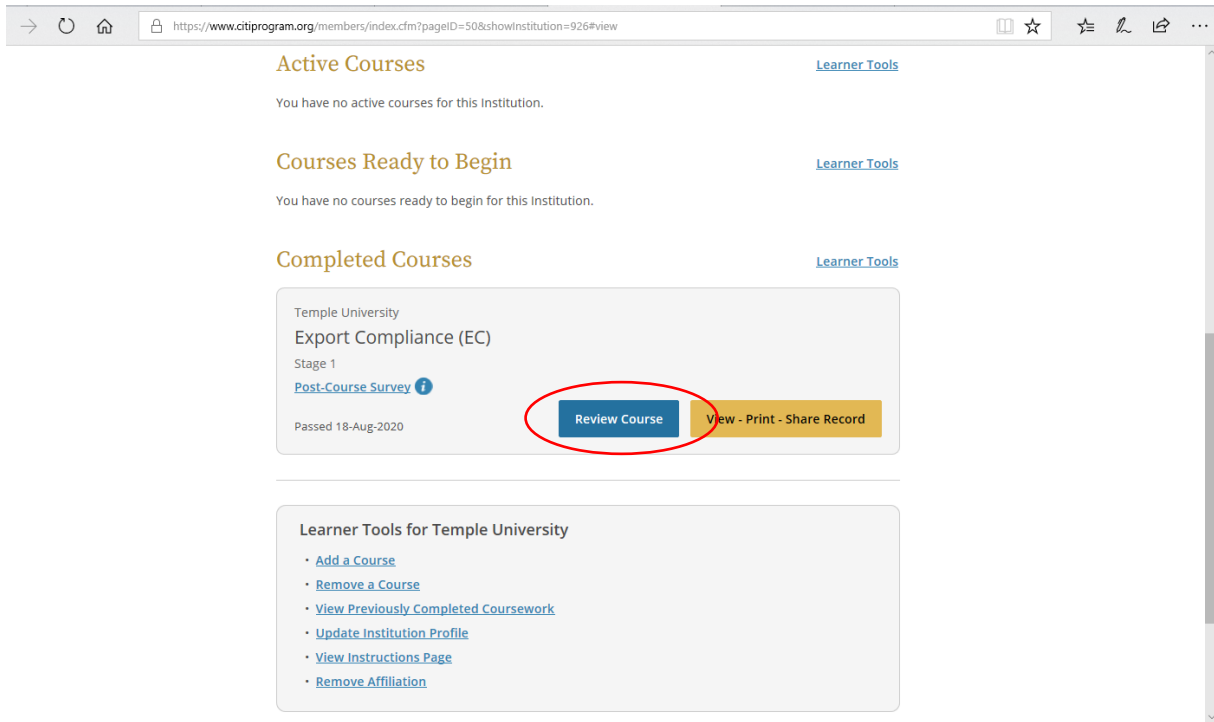 https://www.citiprogram.org/members/index.cfm?pageID=50&showInstitution=926#view
Active Courses
Learner Tools
You have no active courses for this Institution.
Courses Ready to Begin
Learner Tools
You have no courses ready to begin for this Institution.
Completed Courses
Learner Tools
Temple University
Export Compliance (EC)
Stage 1
Post-Course Survey i
Passed 18-Aug-2020
Review Course
View - Print - Share Record
Learner Tools for Temple University
• Add a Course
• Remove a Course
• View Previously Completed Coursework
• Update Institution Profile
• View Instructions Page
• Remove Affiliation